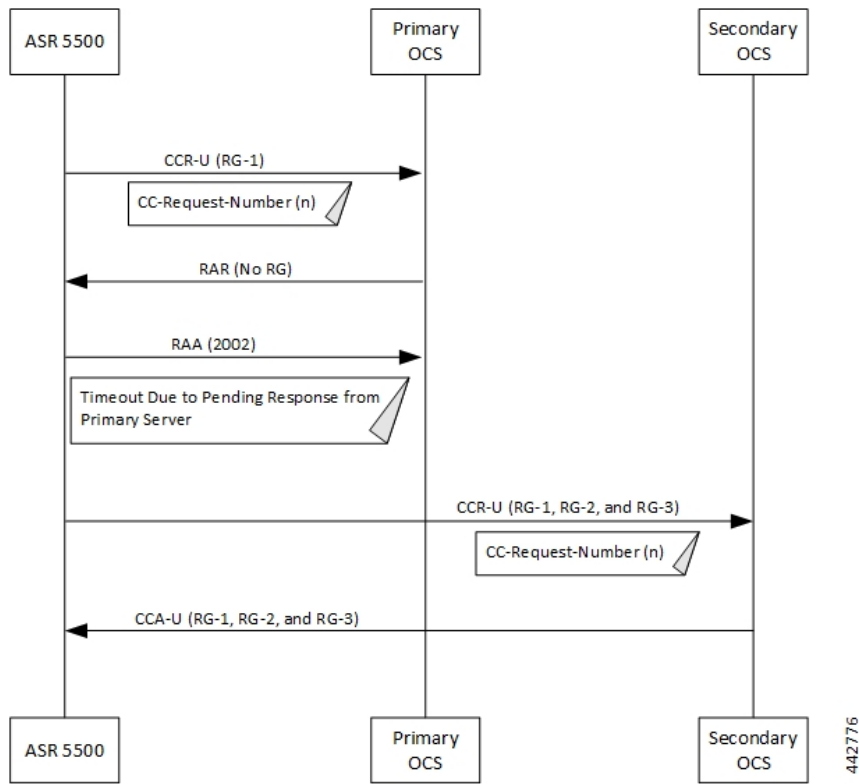 ASR 5500
Primary
OCS
Secondary
OCS
CCR-U (RG-1)
CC-Request-Number (n)
RAR (No RG)
RAA (2002)
Timeout Due to Pending Response from
Primary Server
CCR-U (RG-1, RG-2, and RG-3)
CC-Request-Number (n)
CCA-U (RG-1, RG-2, and RG-3)
ASR 5500
Primary
OCS
Secondary
OCS
442776